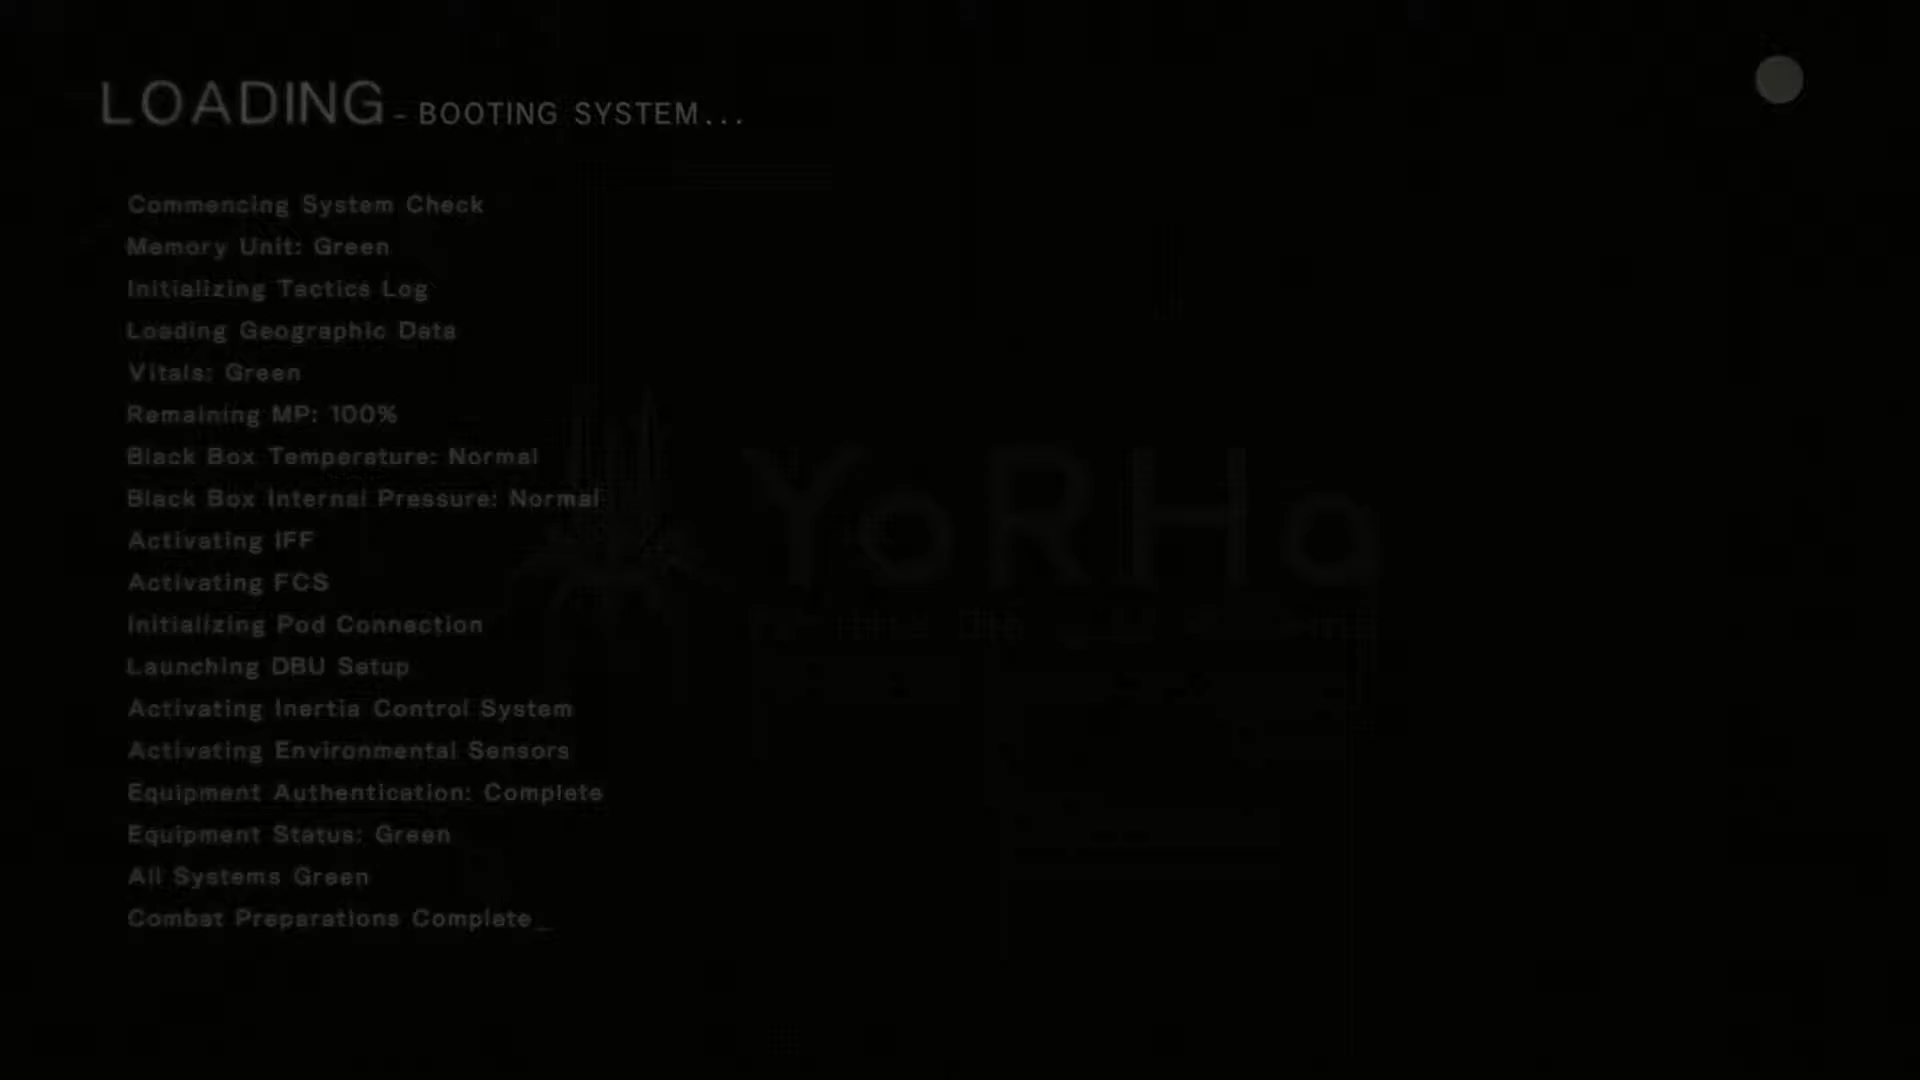 LOADING - BOOTING SYSTEM...
Commencing System Check
Memory Unit: Green
Initializing Tactics Log
Loading Geographic Data
Vitals: Green
Remaining MP: 100%
Black Box Temperature: Normal
Black Box Internal Pressure: Normal
Activating IFF
Activating FCS
Initializing Pod Connection
Launching DBU Setup
Activating Inertia Control System
Activating Environmental Sensors
Equipment Authentication: Complete
Equipment Status: Green
All Systems Green
Combat Preparations Complete_
YoRHa